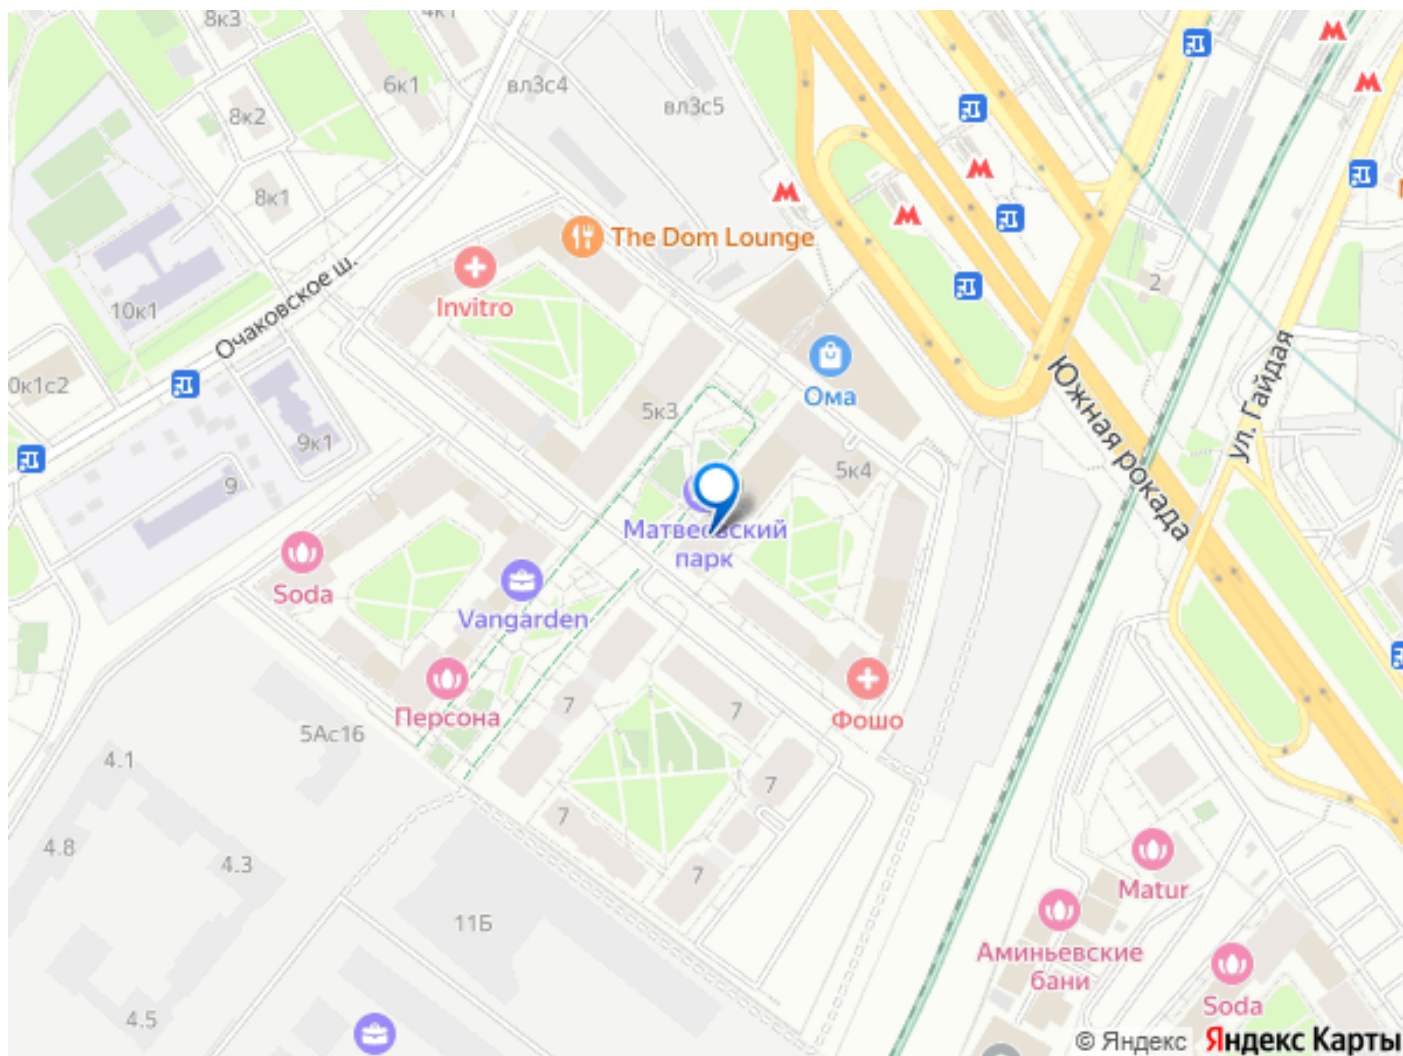 8к3
4к1
6к1
вл3с4
вл3с5
8к2
8к1
The Dom Lounge
Invitro
10к1
Очаковское ш.
2
0к1с2
Ома
Южная рокада
ул. Гайдая
5к3
9к1
5к4
9
Матвеевский
парк
Soda
Vangarden
7
7
Персона
Фошо
5Ас16
4.1
7
7
4.8
4.3
7
Matur
11Б
Аминьевские
бани
Soda
4.5
© Яндекс Яндекс Карты